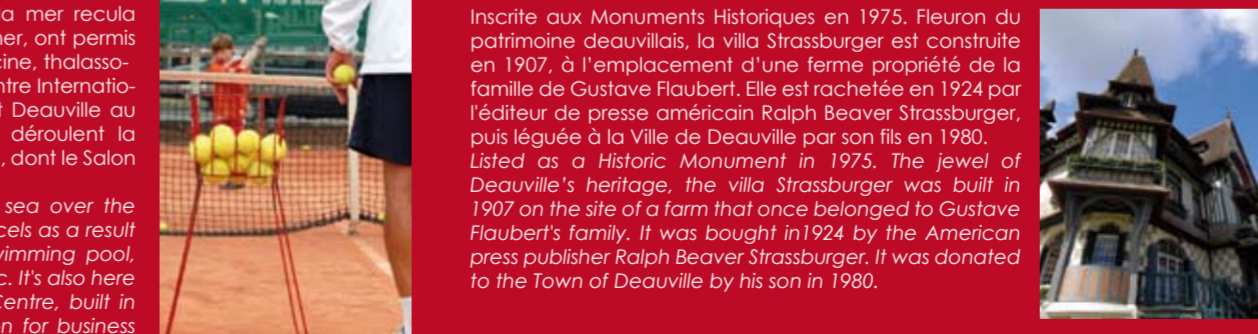 la mer recula
ner, ont permis
cine, thalasso-
ntre Internatio-
t Deauville au
déroulent la
, dont le Salon
sea over the
cels as a result
vimming pool,
c. It's also here
Centre, built in
n for business
Inscrite aux Monuments Historiques en 1975. Fleuron du
patrimoine deauvillais, la villa Strassburger est construite
en 1907, à l’emplacement d’une ferme propriété de la
famille de Gustave Flaubert. Elle est rachetée en 1924 par
l'éditeur de presse américain Ralph Beaver Strassburger,
puis léguée à la Ville de Deauville par son fils en 1980.
Listed as a Historic Monument in 1975. The jewel of
Deauville’s heritage, the villa Strassburger was built in
1907 on the site of a farm that once belonged to Gustave
Flaubert's family. It was bought in1924 by the American
press publisher Ralph Beaver Strassburger. It was donated
to the Town of Deauville by his son in 1980.